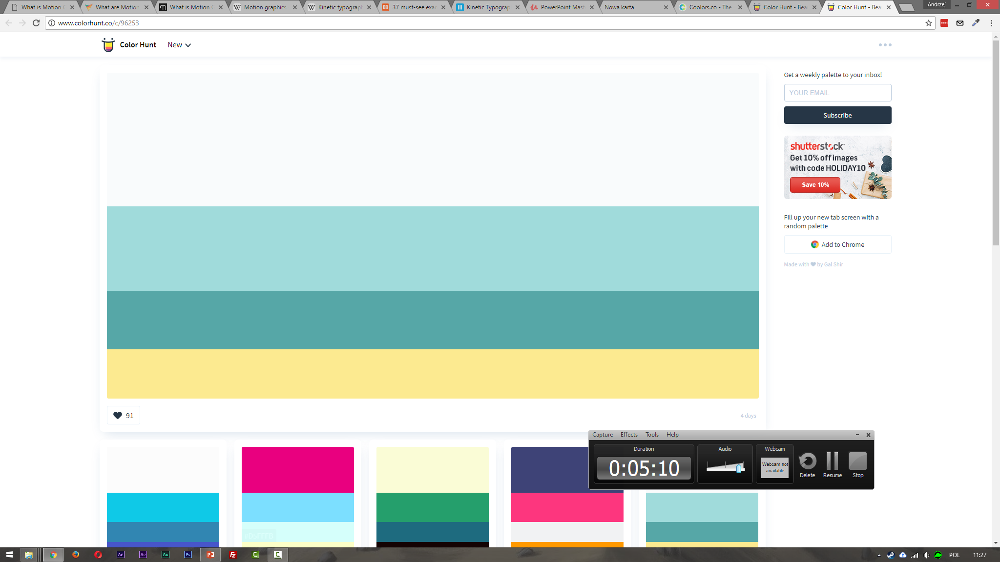 What is Motion G
What are Motion
What is Motion G
Motion graphics
Kinetic typograp
37 must-see exa
Kinetic Typograp
PowerPoint Mast
Nowa karta
Coolors.co - The
Color Hunt - Bea
Color Hunt - Bea
Andrzej
www.colorhunt.co/c/96253
Color Hunt
New
Get a weekly palette to your inbox!
YOUR EMAIL
Subscribe
shutterstock
Get 10% off images
with code HOLIDAY10
Save 10%
Fill up your new tab screen with a
random palette
Add to Chrome
Made with by Gal Shir
91
4 days
Capture Effects Tools Help
Duration
Audio
Webcam
0:05:10
Webcam not
available
Delete
Resume
Stop
POL
11:27